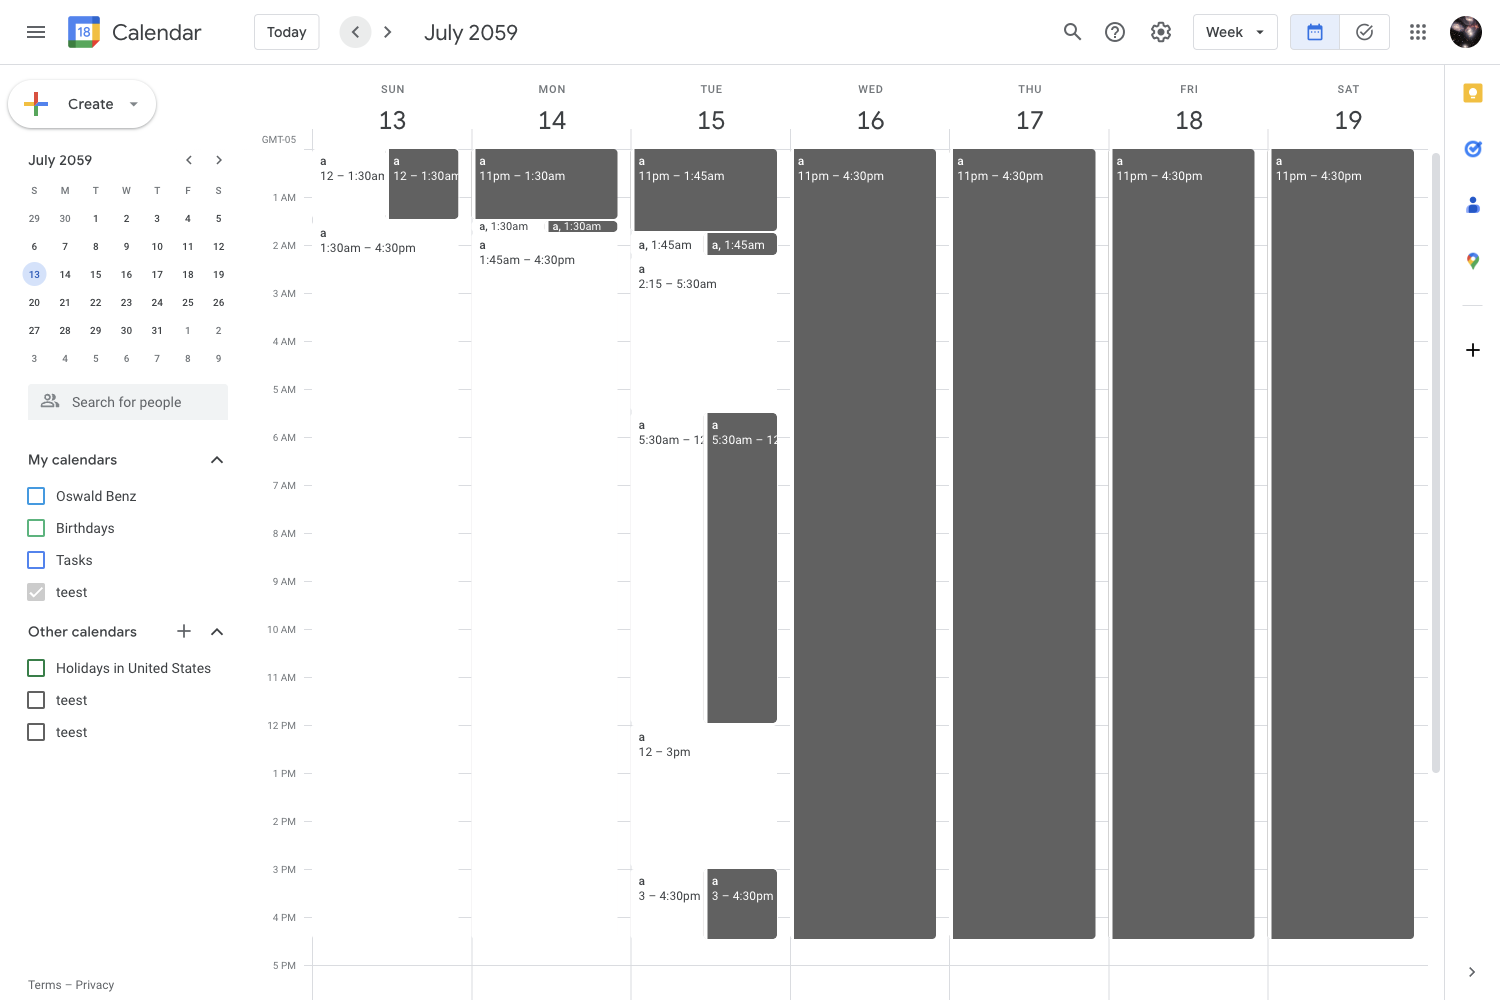 18 Calendar
Today
July 2059
Week
Create
July 2059
S M T W T F S
29 30 1 2 3 4 5
6 7 8 9 10 11 12
13 14 15 16 17 18 19
20 21 22 23 24 25 26
27 28 29 30 31 1 2
3 4 5 6 7 8 9
Search for people
My calendars
Oswald Benz
Birthdays
Tasks
teest
Other calendars
Holidays in United States
teest
teest
Terms – Privacy
SUN MON TUE WED THU FRI SAT
13 14 15 16 17 18 19
GMT-05
1 AM
2 AM
3 AM
4 AM
5 AM
6 AM
7 AM
8 AM
9 AM
10 AM
11 AM
12 PM
1 PM
2 PM
3 PM
4 PM
5 PM
a
12 – 1:30am
a
12 – 1:30am
a
1:30am – 4:30pm
a
11pm – 1:30am
a, 1:30am
a, 1:30am
a
1:45am – 4:30pm
a
11pm – 1:45am
a, 1:45am
a, 1:45am
a
2:15 – 5:30am
a
5:30am – 12
a
5:30am – 12
a
12 – 3pm
a
3 – 4:30pm
a
3 – 4:30pm
a
11pm – 4:30pm
a
11pm – 4:30pm
a
11pm – 4:30pm
a
11pm – 4:30pm